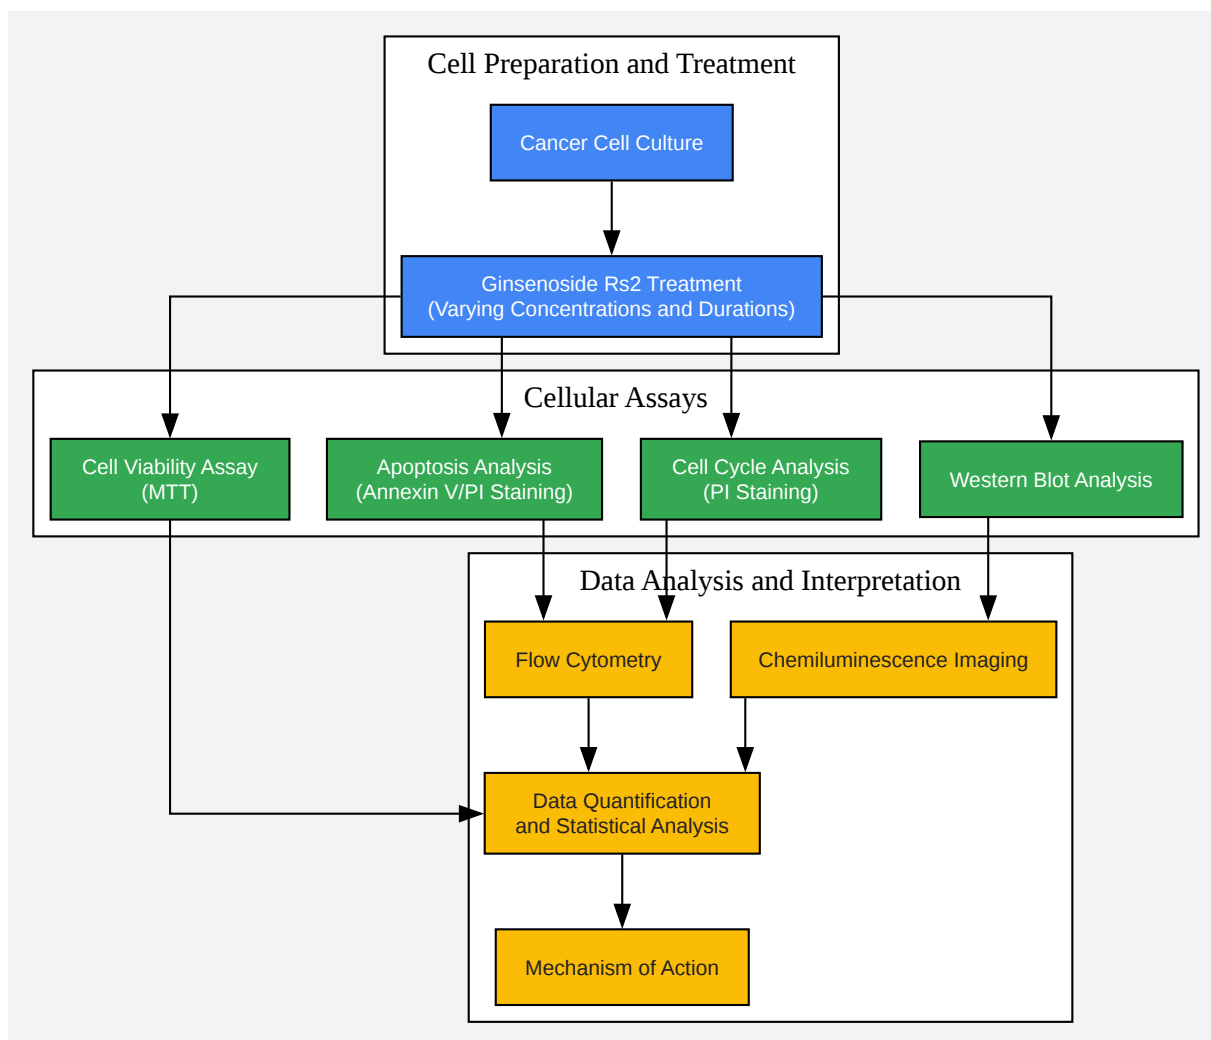 Cell Preparation and Treatment
Cancer Cell Culture
Ginsenoside Rs2 Treatment
(Varying Concentrations and Durations)
Cellular Assays
Cell Viability Assay
(MTT)
Apoptosis Analysis
(Annexin V/PI Staining)
Cell Cycle Analysis
(PI Staining)
Western Blot Analysis
Data Analysis and Interpretation
Flow Cytometry
Chemiluminescence Imaging
Data Quantification
and Statistical Analysis
Mechanism of Action